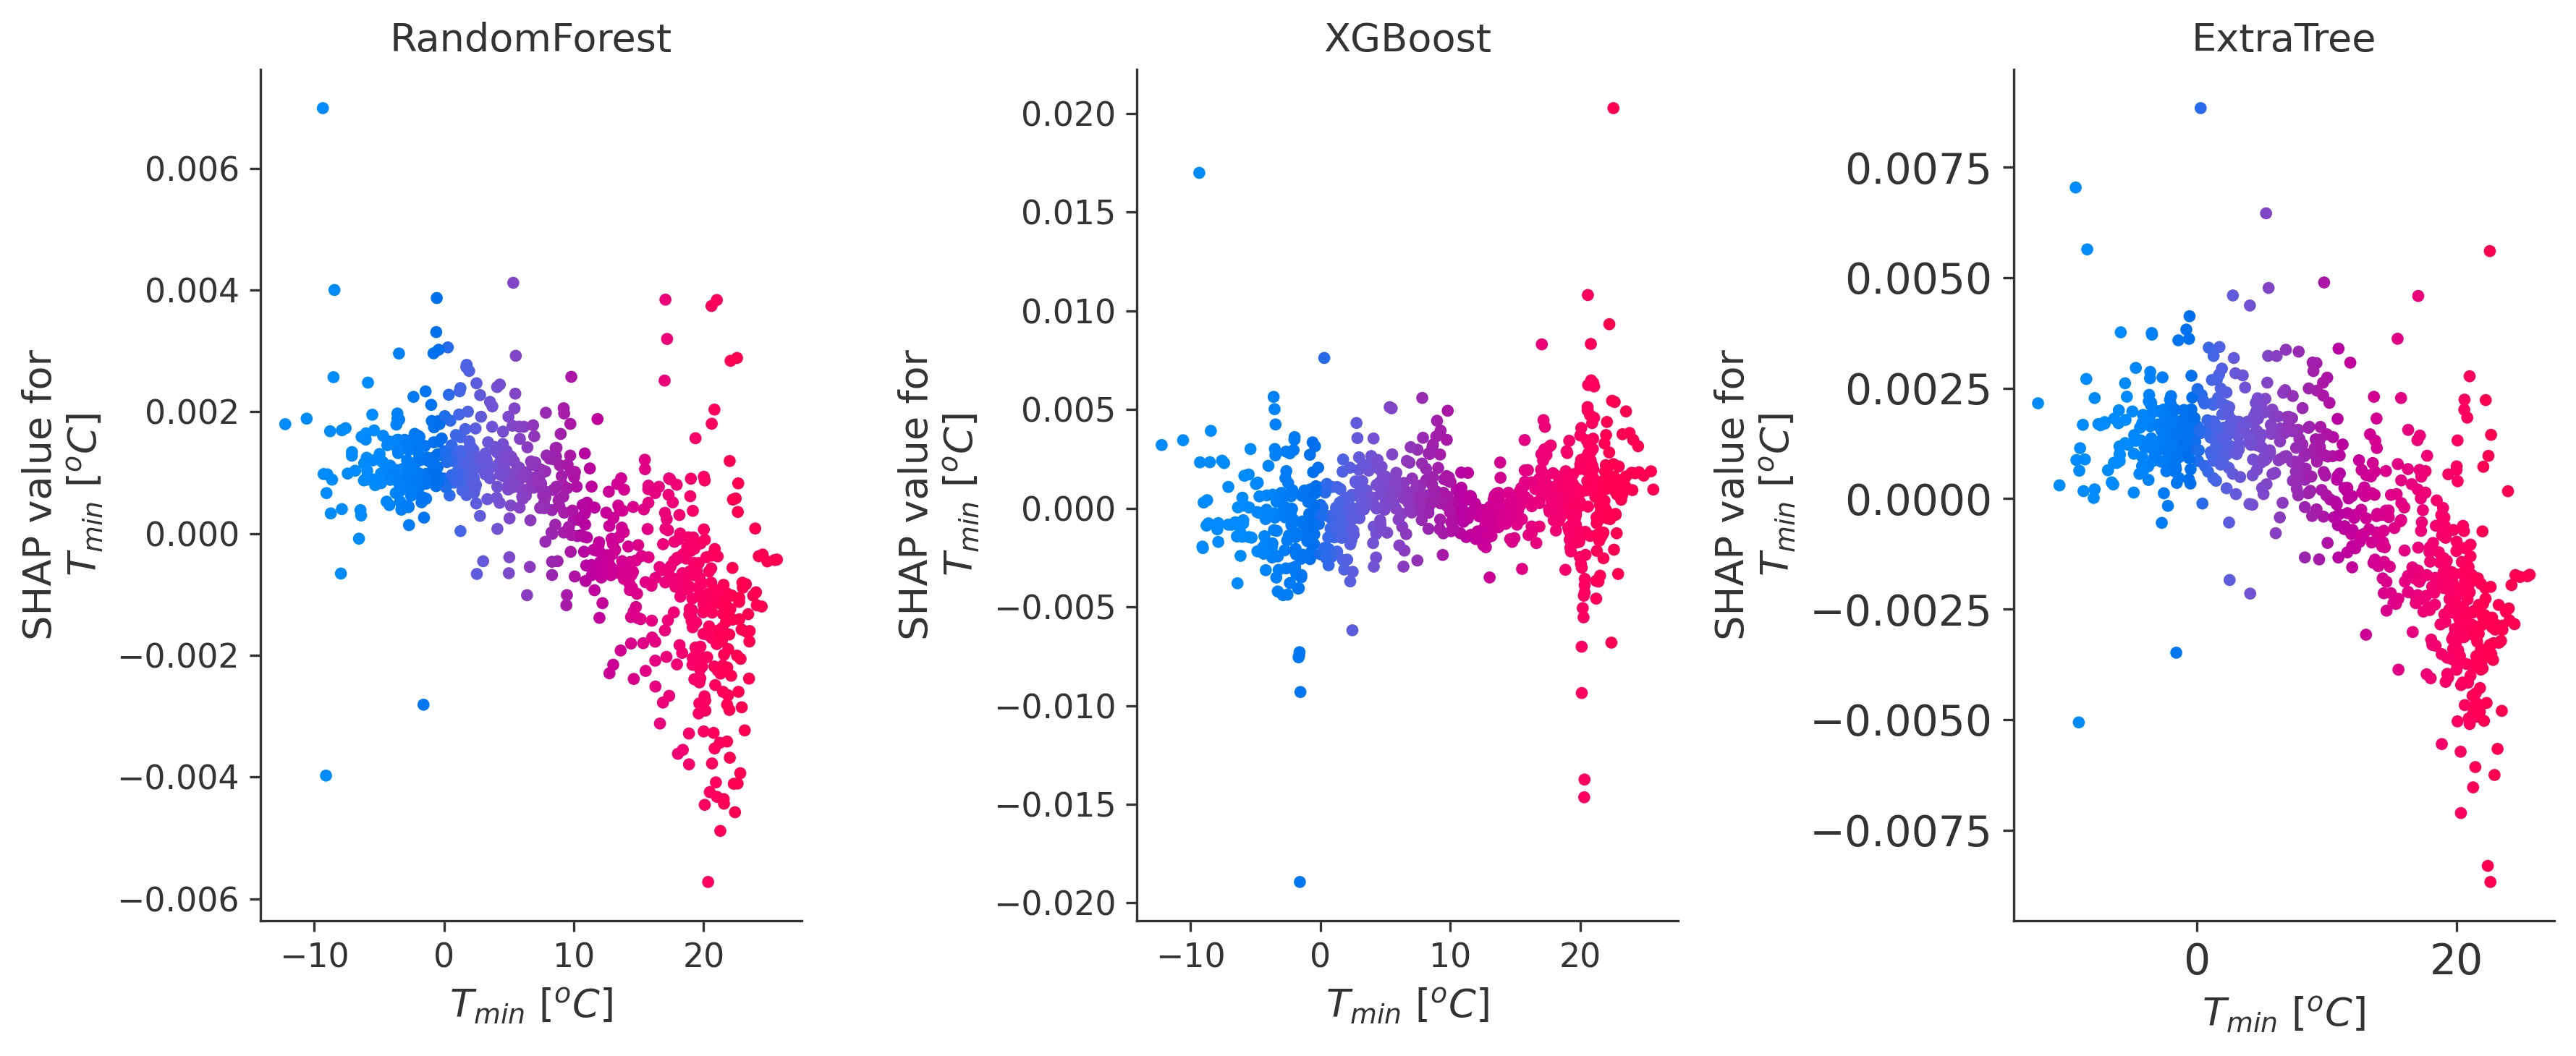 RandomForest
0.006
0.004
0.002
0.000
−0.002
−0.004
−0.006
SHAP value for
T_min [°C]
−10 0 10 20
T_min [°C]
XGBoost
0.020
0.015
0.010
0.005
0.000
−0.005
−0.010
−0.015
−0.020
SHAP value for
T_min [°C]
−10 0 10 20
T_min [°C]
ExtraTree
0.0075
0.0050
0.0025
0.0000
−0.0025
−0.0050
−0.0075
SHAP value for
T_min [°C]
0 20
T_min [°C]